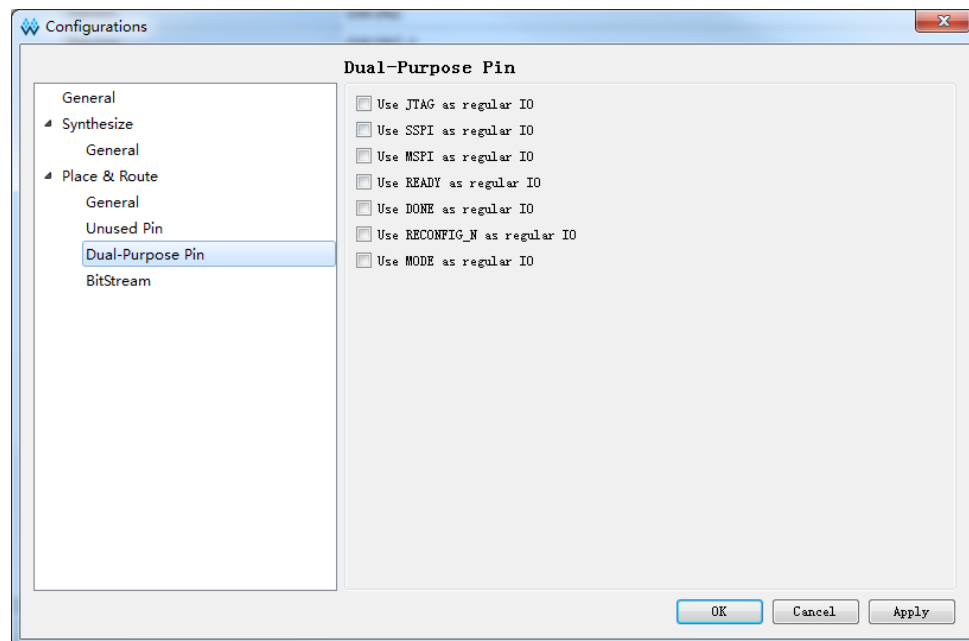 Configurations
Dual-Purpose Pin
General
Synthesize
General
Place & Route
General
Unused Pin
Dual-Purpose Pin
BitStream
Use JTAG as regular IO
Use SSPI as regular IO
Use MSPI as regular IO
Use READY as regular IO
Use DONE as regular IO
Use RECONFIG_N as regular IO
Use MODE as regular IO
OK Cancel Apply